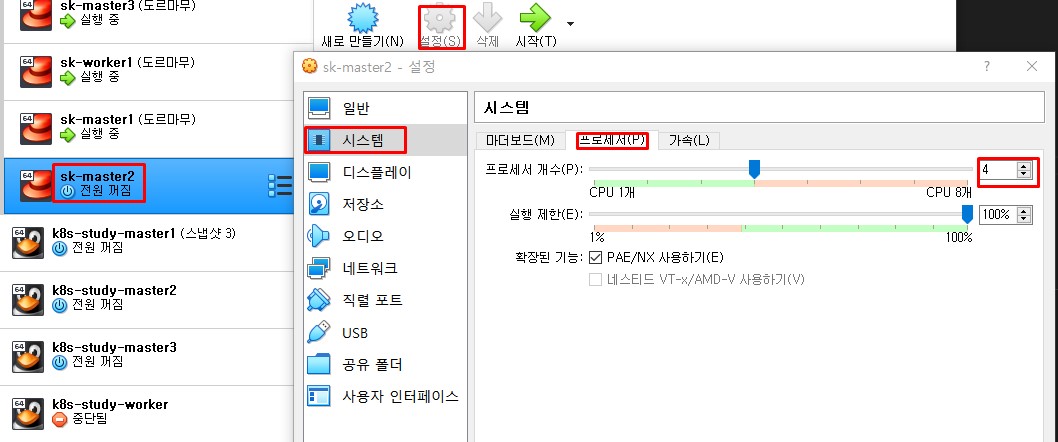 64
sk-master3 (도르마무)
실행 중
64
sk-worker1 (도르마무)
실행 중
64
sk-master1 (도르마무)
실행 중
64
sk-master2
전원 꺼짐
64
k8s-study-master1 (스냅샷 3)
전원 꺼짐
64
k8s-study-master2
전원 꺼짐
64
k8s-study-master3
전원 꺼짐
64
k8s-study-worker
중단됨
새로 만들기(N) 설정(S) 삭제 시작(T)
sk-master2 - 설정 ?
일반
시스템
디스플레이
저장소
오디오
네트워크
직렬 포트
USB
공유 폴더
사용자 인터페이스
시스템
마더보드(M) 프로세서(P) 가속(L)
프로세서 개수(P): 4
CPU 1개 CPU 8개
실행 제한(E): 100%
1% 100%
확장된 기능: PAE/NX 사용하기(E)
네스티드 VT-x/AMD-V 사용하기(V)